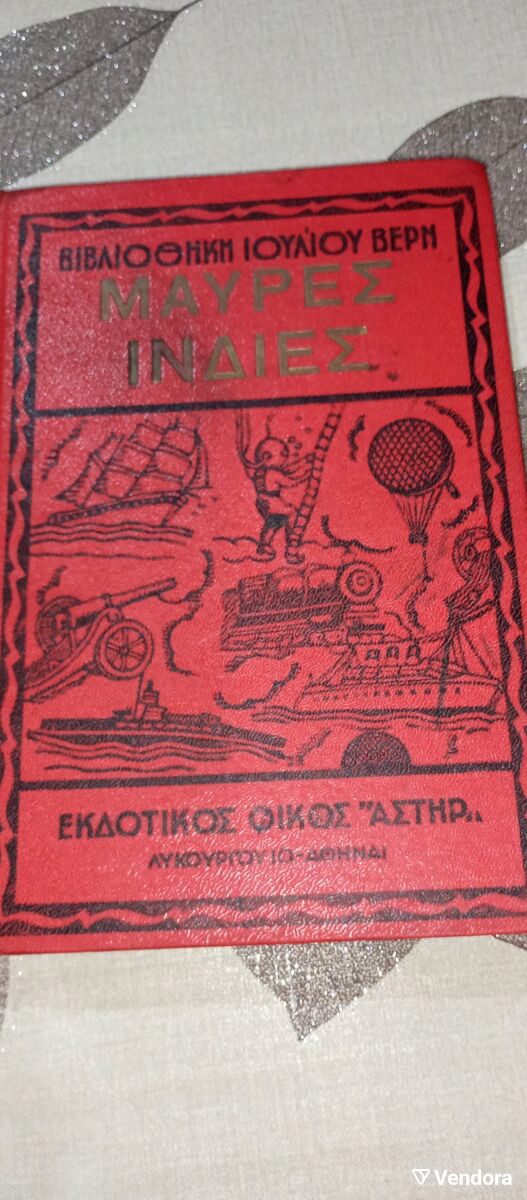 ΒΙΒΛΙΟΘΗΚΗ ΙΟΥΛΙΟΥ ΒΕΡΝ
ΜΑΥΡΕΣ
ΙΝΔΙΕΣ
ΕΚΔΟΤΙΚΟΣ ΟΙΚΟΣ "ΑΣΤΗΡ„
ΛΥΚΟΥΡΓΟΥ 10-ΑΘΗΝΑΙ
Vendora